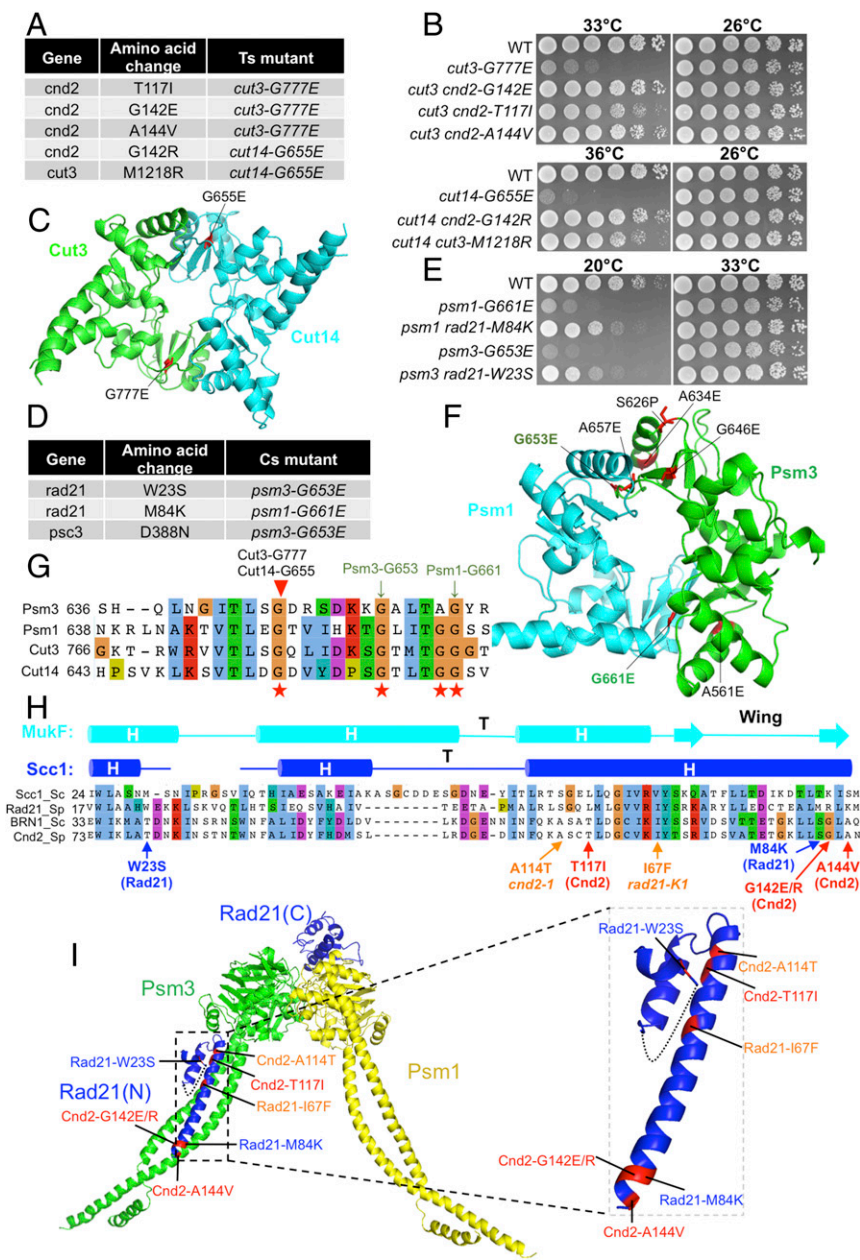 A
Gene Amino acid change Ts mutant
cnd2 T117I cut3-G777E
cnd2 G142E cut3-G777E
cnd2 A144V cut3-G777E
cnd2 G142R cut14-G655E
cut3 M1218R cut14-G655E
B
33°C 26°C
WT
cut3-G777E
cut3 cnd2-G142E
cut3 cnd2-T117I
cut3 cnd2-A144V
36°C 26°C
WT
cut14-G655E
cut14 cnd2-G142R
cut14 cut3-M1218R
C
G655E
Cut3
Cut14
G777E
E
20°C 33°C
WT
psm1-G661E
psm1 rad21-M84K
psm3-G653E
psm3 rad21-W23S
D
Gene Amino acid change Cs mutant
rad21 W23S psm3-G653E
rad21 M84K psm1-G661E
psc3 D388N psm3-G653E
F
S626P A634E
G653E A657E G646E
Psm3
Psm1
G661E
A561E
G
Cut3-G777
Cut14-G655
Psm3-G653 Psm1-G661
Psm3 636 SH--QLNGITLSGDRSDKKGALTAGYR
Psm1 638 NKRLNAKTVTLEGTVIHKTGLITGGSS
Cut3 766 GKT-RWRVVTLSGKLIDKSGTMTGGGT
Cut14 643 HPSVKLKSVTLEGDVYDPSGTLTGGSV
H
MukF: H H T H Wing
Scc1: H H T H
Scc1_Sc 24
Rad21_Sp 17
BRN1_Sc 33
Cnd2_Sp 73
W23S
(Rad21)
A114T
cnd2-1
T117I
(Cnd2)
I67F
rad21-K1
M84K
(Rad21)
G142E/R
(Cnd2)
A144V
(Cnd2)
I
Rad21(C)
Psm3
Psm1
Rad21-W23S
Rad21(N)
Cnd2-A114T
Cnd2-T117I
Rad21-I67F
Cnd2-G142E/R
Rad21-M84K
Cnd2-A144V
Rad21-W23S
Cnd2-A114T
Cnd2-T117I
Rad21-I67F
Cnd2-G142E/R
Rad21-M84K
Cnd2-A144V